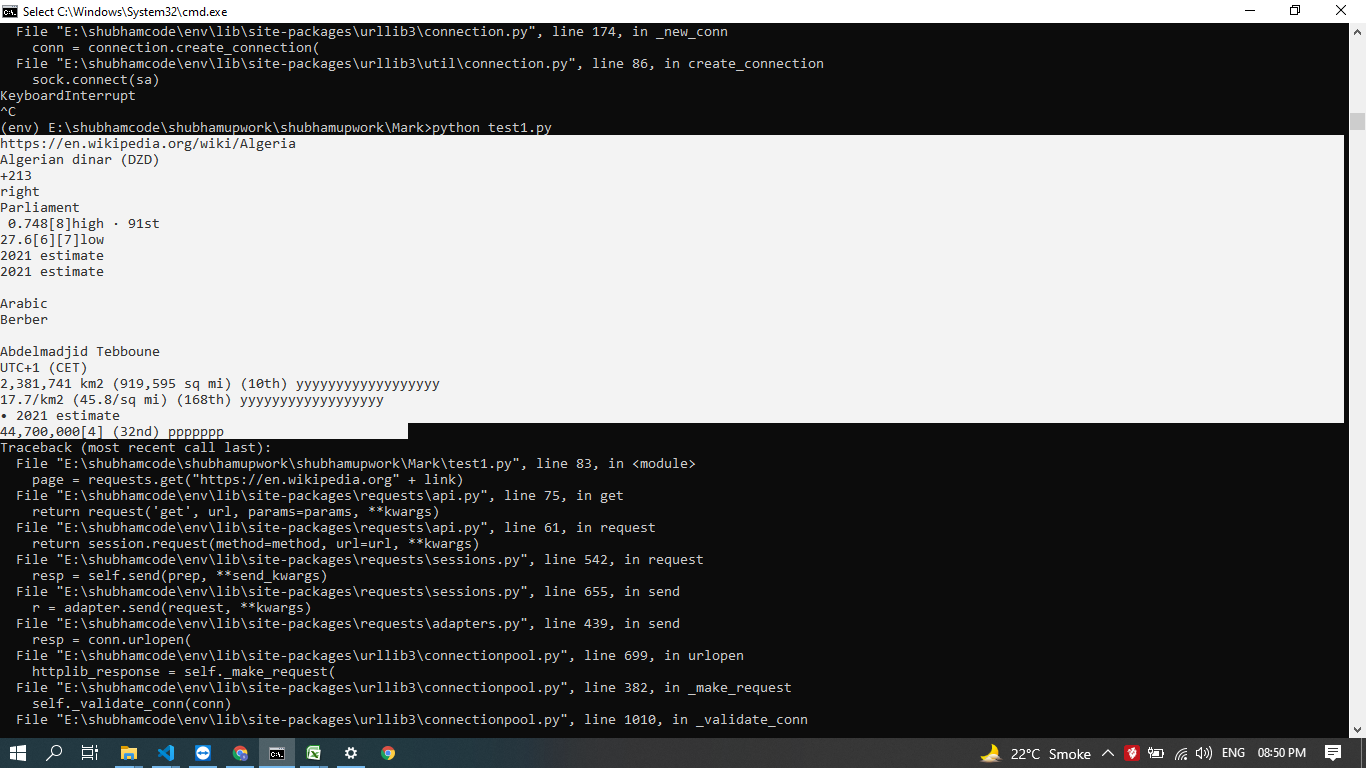 Select C:\Windows\System32\cmd.exe
  File "E:\shubhamcode\env\lib\site-packages\urllib3\connection.py", line 174, in _new_conn
    conn = connection.create_connection(
  File "E:\shubhamcode\env\lib\site-packages\urllib3\util\connection.py", line 86, in create_connection
    sock.connect(sa)
KeyboardInterrupt
^C
(env) E:\shubhamcode\shubhamupwork\shubhamupwork\Mark>python test1.py
https://en.wikipedia.org/wiki/Algeria
Algerian dinar (DZD)
+213
right
Parliament
 0.748[8]high · 91st
27.6[6][7]low
2021 estimate
2021 estimate

Arabic
Berber

Abdelmadjid Tebboune
UTC+1 (CET)
2,381,741 km2 (919,595 sq mi) (10th) yyyyyyyyyyyyyyyyyy
17.7/km2 (45.8/sq mi) (168th) yyyyyyyyyyyyyyyyyy
• 2021 estimate
44,700,000[4] (32nd) ppppppp
Traceback (most recent call last):
  File "E:\shubhamcode\shubhamupwork\shubhamupwork\Mark\test1.py", line 83, in <module>
    page = requests.get("https://en.wikipedia.org" + link)
  File "E:\shubhamcode\env\lib\site-packages\requests\api.py", line 75, in get
    return request('get', url, params=params, **kwargs)
  File "E:\shubhamcode\env\lib\site-packages\requests\api.py", line 61, in request
    return session.request(method=method, url=url, **kwargs)
  File "E:\shubhamcode\env\lib\site-packages\requests\sessions.py", line 542, in request
    resp = self.send(prep, **send_kwargs)
  File "E:\shubhamcode\env\lib\site-packages\requests\sessions.py", line 655, in send
    r = adapter.send(request, **kwargs)
  File "E:\shubhamcode\env\lib\site-packages\requests\adapters.py", line 439, in send
    resp = conn.urlopen(
  File "E:\shubhamcode\env\lib\site-packages\urllib3\connectionpool.py", line 699, in urlopen
    httplib_response = self._make_request(
  File "E:\shubhamcode\env\lib\site-packages\urllib3\connectionpool.py", line 382, in _make_request
    self._validate_conn(conn)
  File "E:\shubhamcode\env\lib\site-packages\urllib3\connectionpool.py", line 1010, in _validate_conn
22°C Smoke ENG 08:50 PM